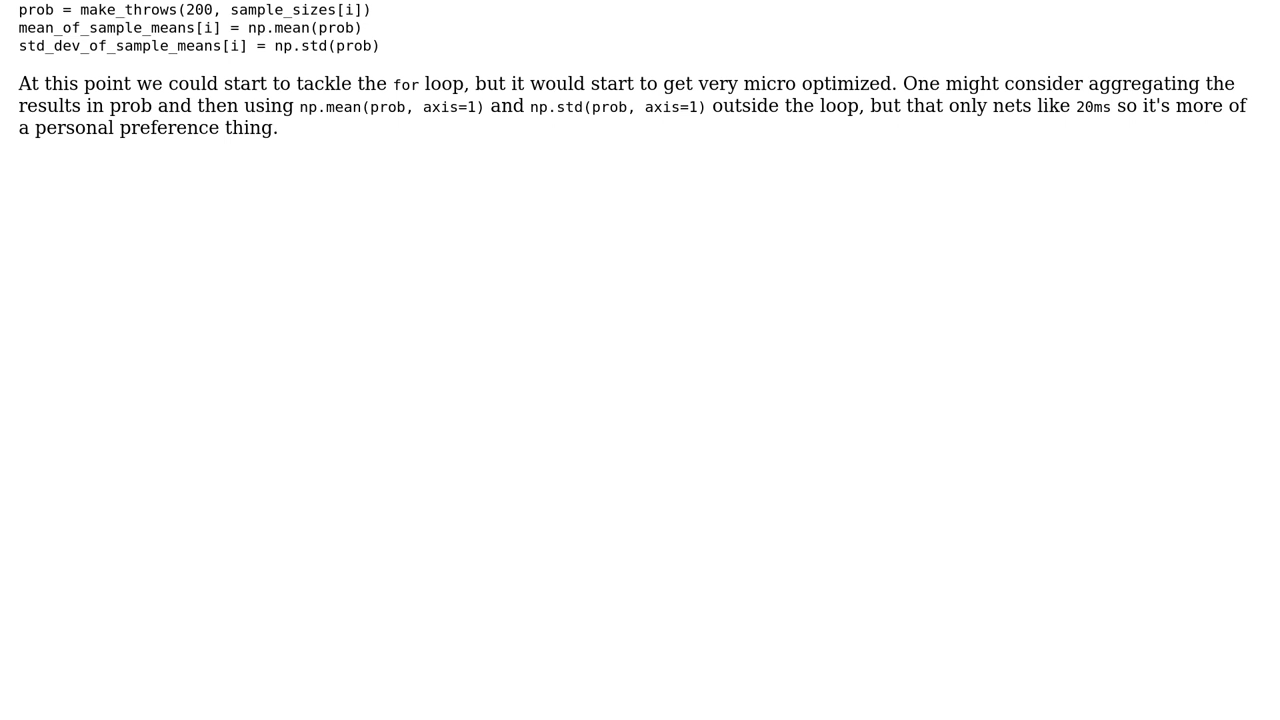 prob = make_throws(200, sample_sizes[i])
mean_of_sample_means[i] = np.mean(prob)
std_dev_of_sample_means[i] = np.std(prob)
At this point we could start to tackle the for loop, but it would start to get very micro optimized. One might consider aggregating the
results in prob and then using np.mean(prob, axis=1) and np.std(prob, axis=1) outside the loop, but that only nets like 20ms so it's more of
a personal preference thing.